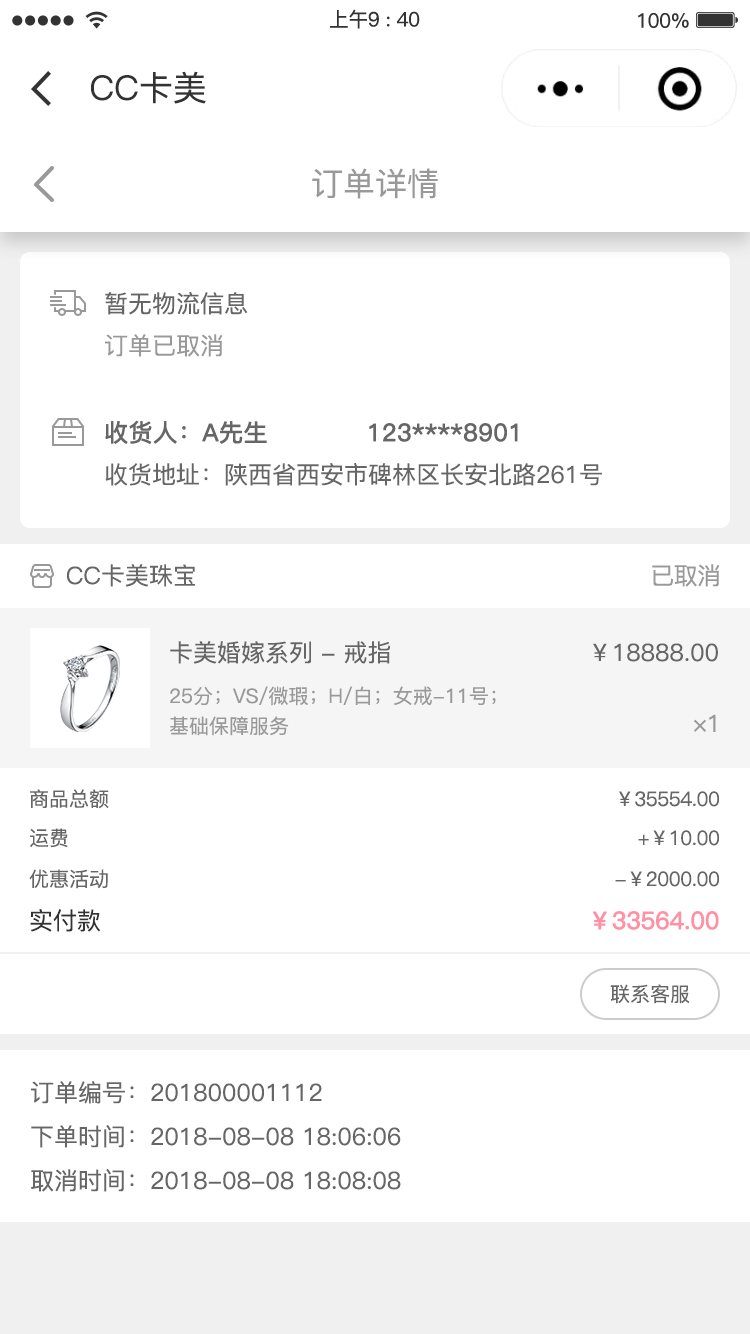 上午9 : 40
100%
CC卡美
订单详情
暂无物流信息
订单已取消
收货人：A先生 123****8901
收货地址：陕西省西安市碑林区长安北路261号
CC卡美珠宝 已取消
卡美婚嫁系列 – 戒指 ¥18888.00
25分；VS/微瑕；H/白；女戒–11号；
基础保障服务 ×1
商品总额 ¥35554.00
运费 +¥10.00
优惠活动 –¥2000.00
实付款 ¥33564.00
联系客服
订单编号：201800001112
下单时间：2018–08–08 18:06:06
取消时间：2018–08–08 18:08:08